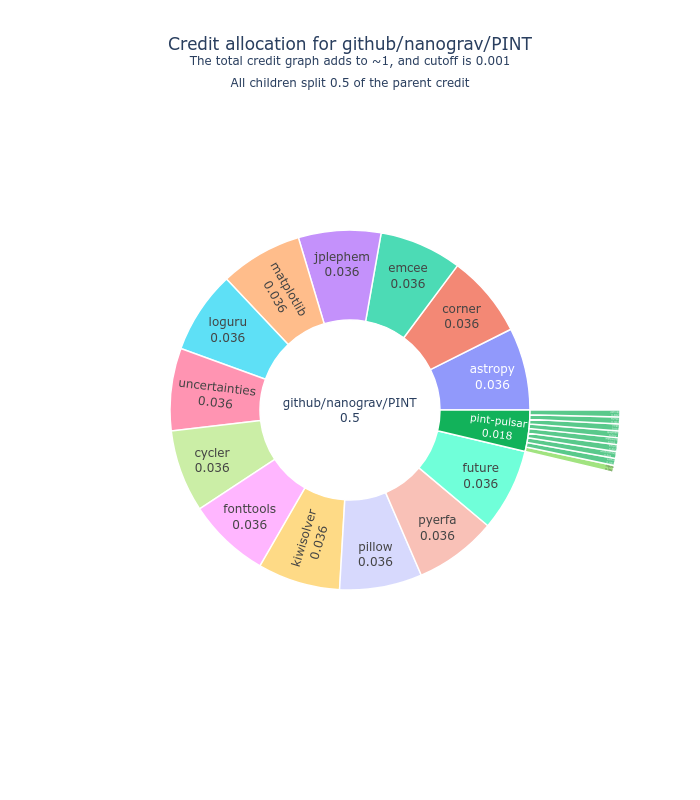 Credit allocation for github/nanograv/PINT
The total credit graph adds to ~1, and cutoff is 0.001
All children split 0.5 of the parent credit
jplephem
0.036
emcee
0.036
corner
0.036
astropy
0.036
pint-pulsar
0.018
future
0.036
pyerfa
0.036
pillow
0.036
kiwisolver
0.036
fonttools
0.036
cycler
0.036
uncertainties
0.036
loguru
0.036
matplotlib
0.036
github/nanograv/PINT
0.5